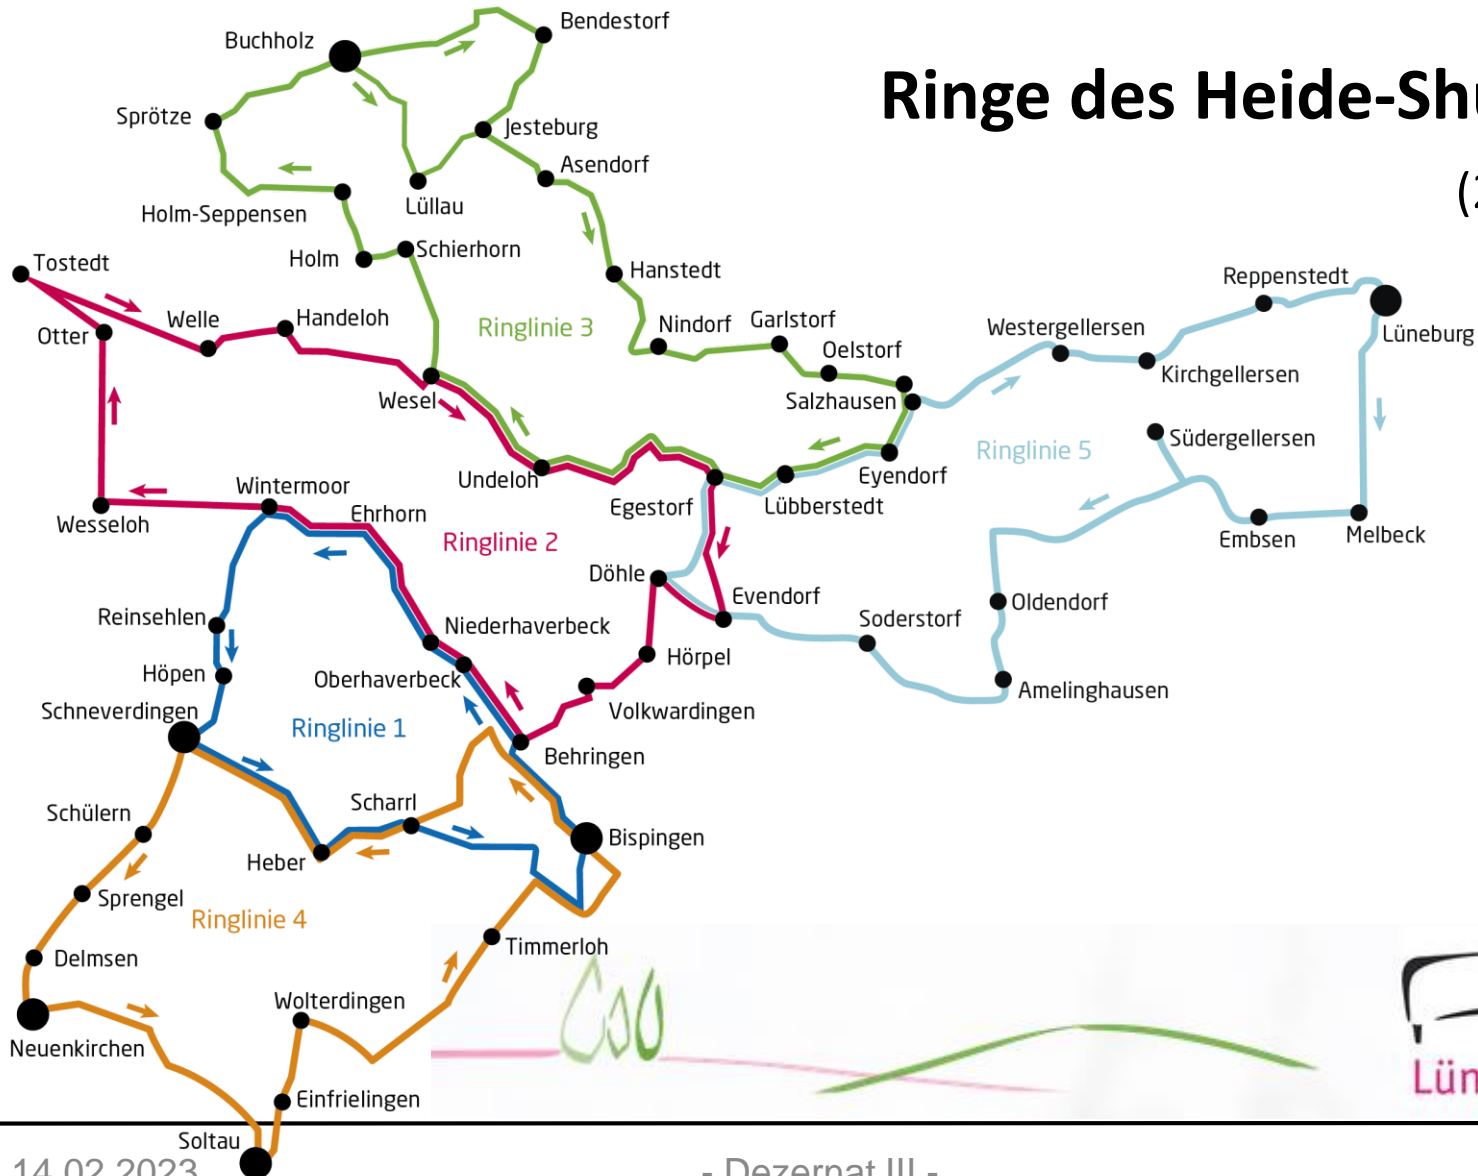 Bendestorf
Buchholz
Ringe des Heide-Shu
Sprötze
Jesteburg
Asendorf
(2
Holm-Seppensen
Lüllau
Schierhorn
Holm
Tostedt
Hanstedt
Reppenstedt
Welle
Handeloh
Ringlinie 3
Nindorf
Garlstorf
Westergellersen
Lüneburg
Otter
Oelstorf
Kirchgellersen
Wesel
Salzhausen
Südergellersen
Ringlinie 5
Undeloh
Eyendorf
Wintermoor
Egestorf
Lübberstedt
Wesseloh
Ehrhorn
Ringlinie 2
Embsen
Melbeck
Döhle
Evendorf
Oldendorf
Reinsehlen
Niederhaverbeck
Soderstorf
Hörpel
Höpen
Oberhaverbeck
Amelinghausen
Schneverdingen
Volkwardingen
Ringlinie 1
Behringen
Scharrl
Schülern
Bispingen
Heber
Sprengel
Ringlinie 4
Timmerloh
Delmsen
Wolterdingen
Neuenkirchen
Lün
Einfrielingen
Soltau
14.02.2023
- Dezernat III -